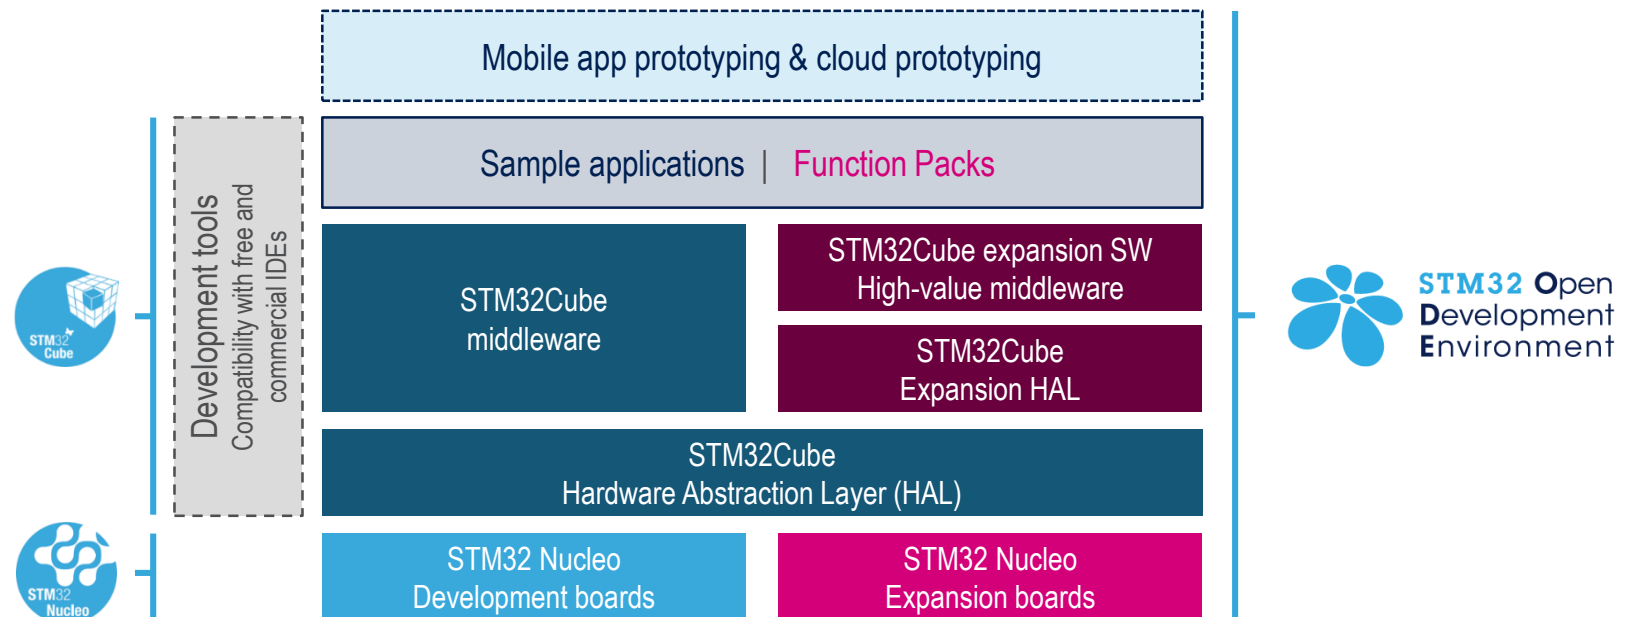 Mobile app prototyping & cloud prototyping
Sample applications | Function Packs
Development tools
Compatibility with free and
commercial IDEs
STM32Cube
middleware
STM32Cube expansion SW
High-value middleware
STM32Cube
Expansion HAL
STM32Cube
Hardware Abstraction Layer (HAL)
STM32 Nucleo
Development boards
STM32 Nucleo
Expansion boards
STM32
Cube
STM32
Nucleo
STM32 Open
Development
Environment